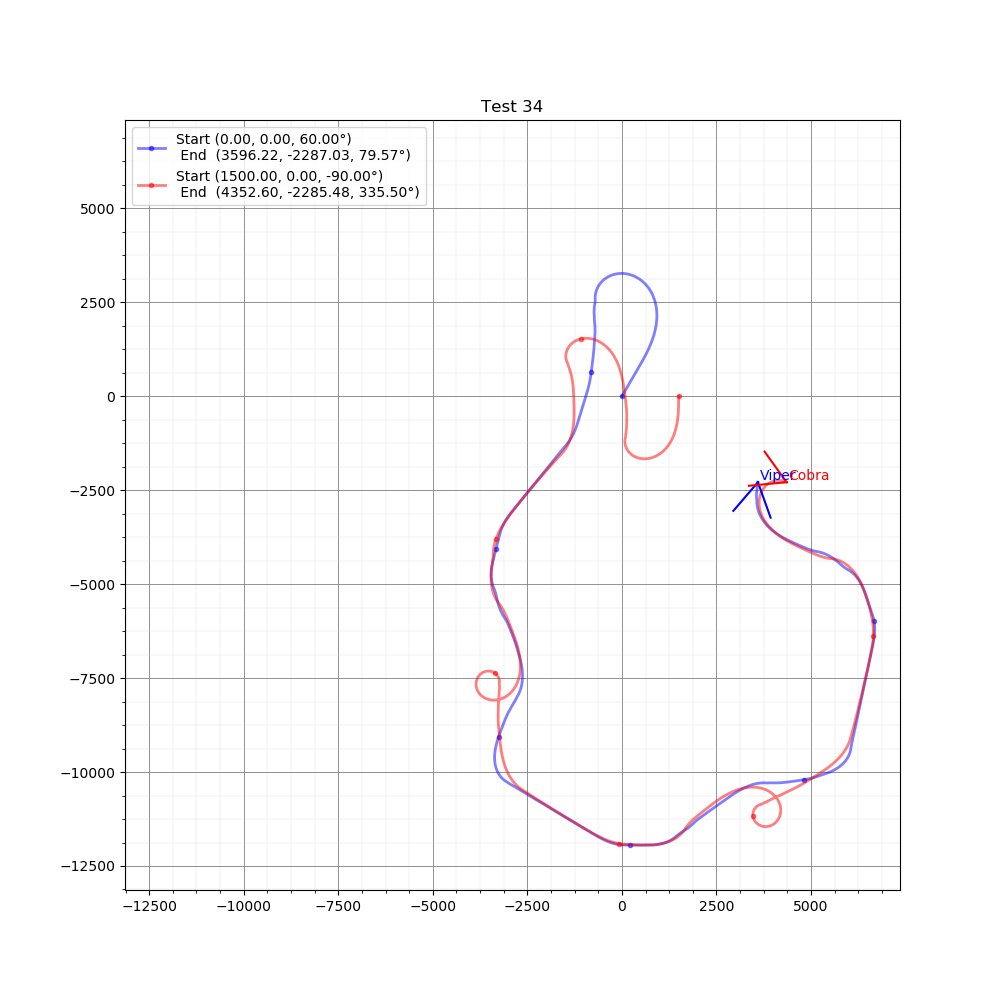 Test 34
Start (0.00, 0.00, 60.00°)
End  (3596.22, -2287.03, 79.57°)
Start (1500.00, 0.00, -90.00°)
End  (4352.60, -2285.48, 335.50°)
5000
2500
0
−2500
−5000
−7500
−10000
−12500
Viper
Cobra
−12500 −10000 −7500 −5000 −2500 0 2500 5000